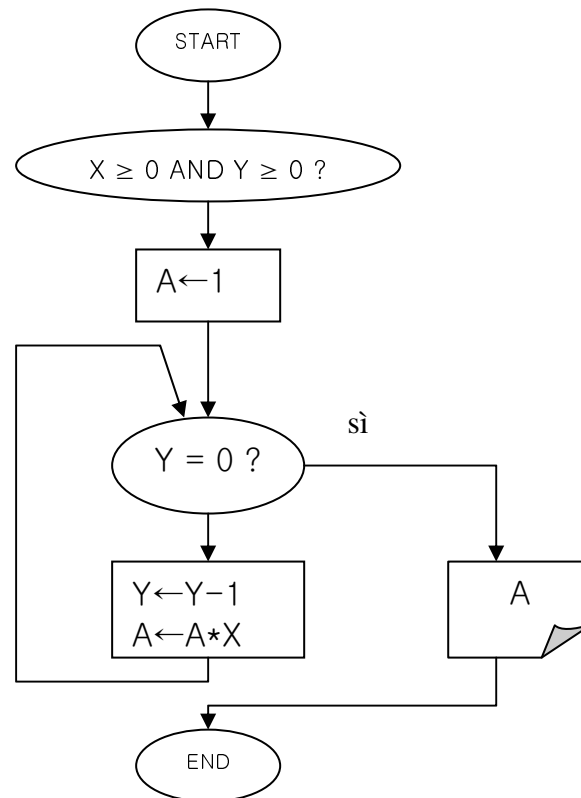 START
X ≥ 0 AND Y ≥ 0 ?
A←1
sì
Y = 0 ?
Y←Y-1
A←A*X
A
END